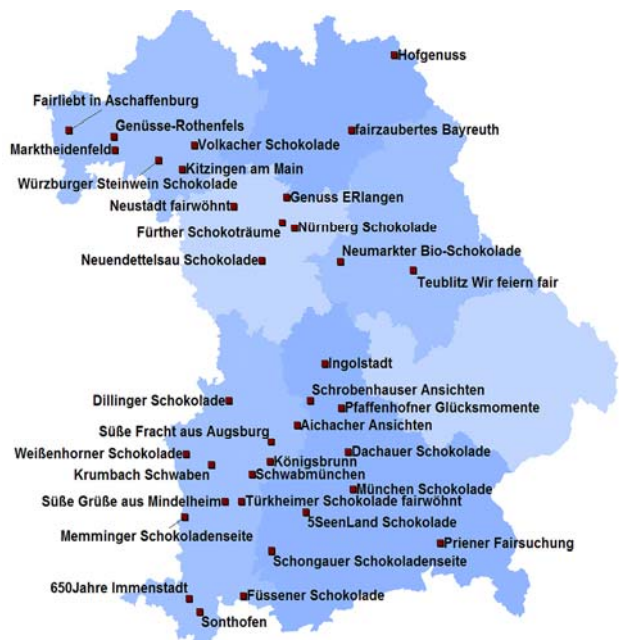 Hofgenuss
Fairliebt in Aschaffenburg
Genüsse-Rothenfels
fairzaubertes Bayreuth
Volkacher Schokolade
Marktheidenfeld
Kitzingen am Main
Würzburger Steinwein Schokolade
Genuss ERlangen
Neustadt fairwöhnt
Fürther Schokoträume
Nürnberg Schokolade
Neumarkter Bio-Schokolade
Neuendettelsau Schokolade
Teublitz Wir feiern fair
Ingolstadt
Schrobenhauser Ansichten
Dillinger Schokolade
Pfaffenhofner Glücksmomente
Aichacher Ansichten
Süße Fracht aus Augsburg
Dachauer Schokolade
Weißenhorner Schokolade
Königsbrunn
Krumbach Schwaben
Schwabmünchen
München Schokolade
Süße Grüße aus Mindelheim
Türkheimer Schokolade fairwöhnt
5SeenLand Schokolade
Memminger Schokoladenseite
Priener Fairsuchung
Schongauer Schokoladenseite
650Jahre Immenstadt
Füssener Schokolade
Sonthofen